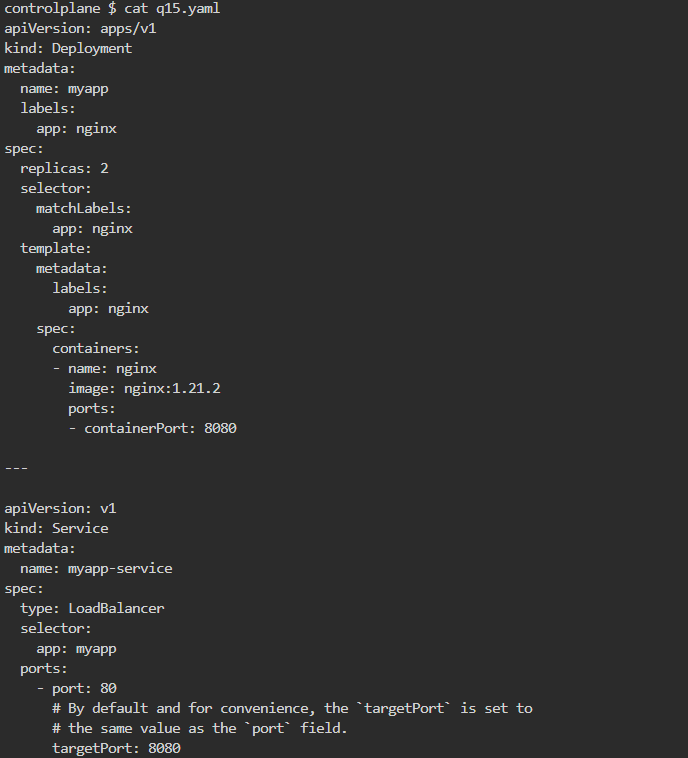 controlplane $ cat q15.yaml
apiVersion: apps/v1
kind: Deployment
metadata:
  name: myapp
  labels:
    app: nginx
spec:
  replicas: 2
  selector:
    matchLabels:
      app: nginx
  template:
    metadata:
      labels:
        app: nginx
    spec:
      containers:
      - name: nginx
        image: nginx:1.21.2
        ports:
        - containerPort: 8080

---

apiVersion: v1
kind: Service
metadata:
  name: myapp-service
spec:
  type: LoadBalancer
  selector:
    app: myapp
  ports:
    - port: 80
      # By default and for convenience, the `targetPort` is set to
      # the same value as the `port` field.
      targetPort: 8080